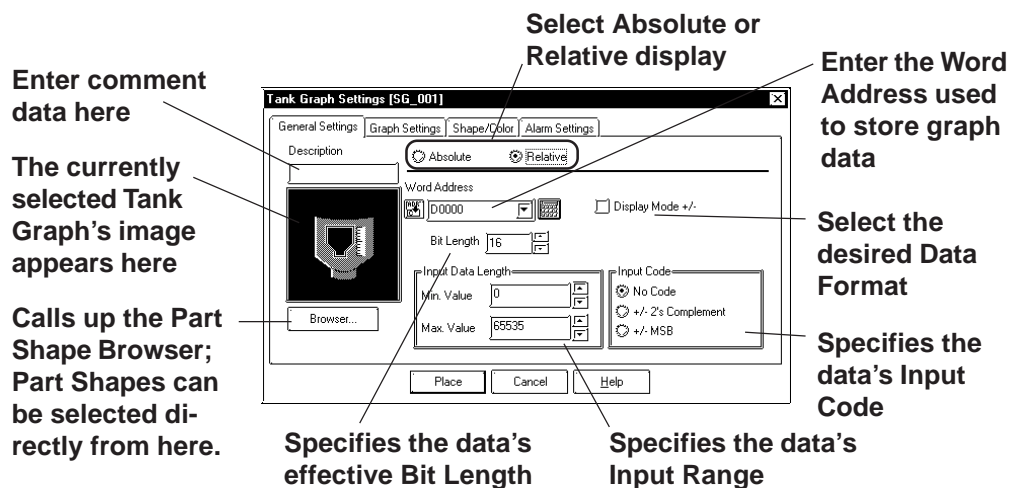 Select Absolute or
Relative display
Enter comment
data here
Enter the Word
Address used
to store graph
data
The currently
selected Tank
Graph's image
appears here
Select the
desired Data
Format
Calls up the Part
Shape Browser;
Part Shapes can
be selected di-
rectly from here.
Specifies the
data's Input
Code
Specifies the data's
effective Bit Length
Specifies the data's
Input Range
Tank Graph Settings [SG_001]
General Settings Graph Settings Shape/Color Alarm Settings
Description
Absolute Relative
Word Address
D0000
Display Mode +/-
Bit Length 16
Input Data Length
Min. Value 0
Max. Value 65535
Input Code
No Code
+/- 2's Complement
+/- MSB
Browser...
Place Cancel Help